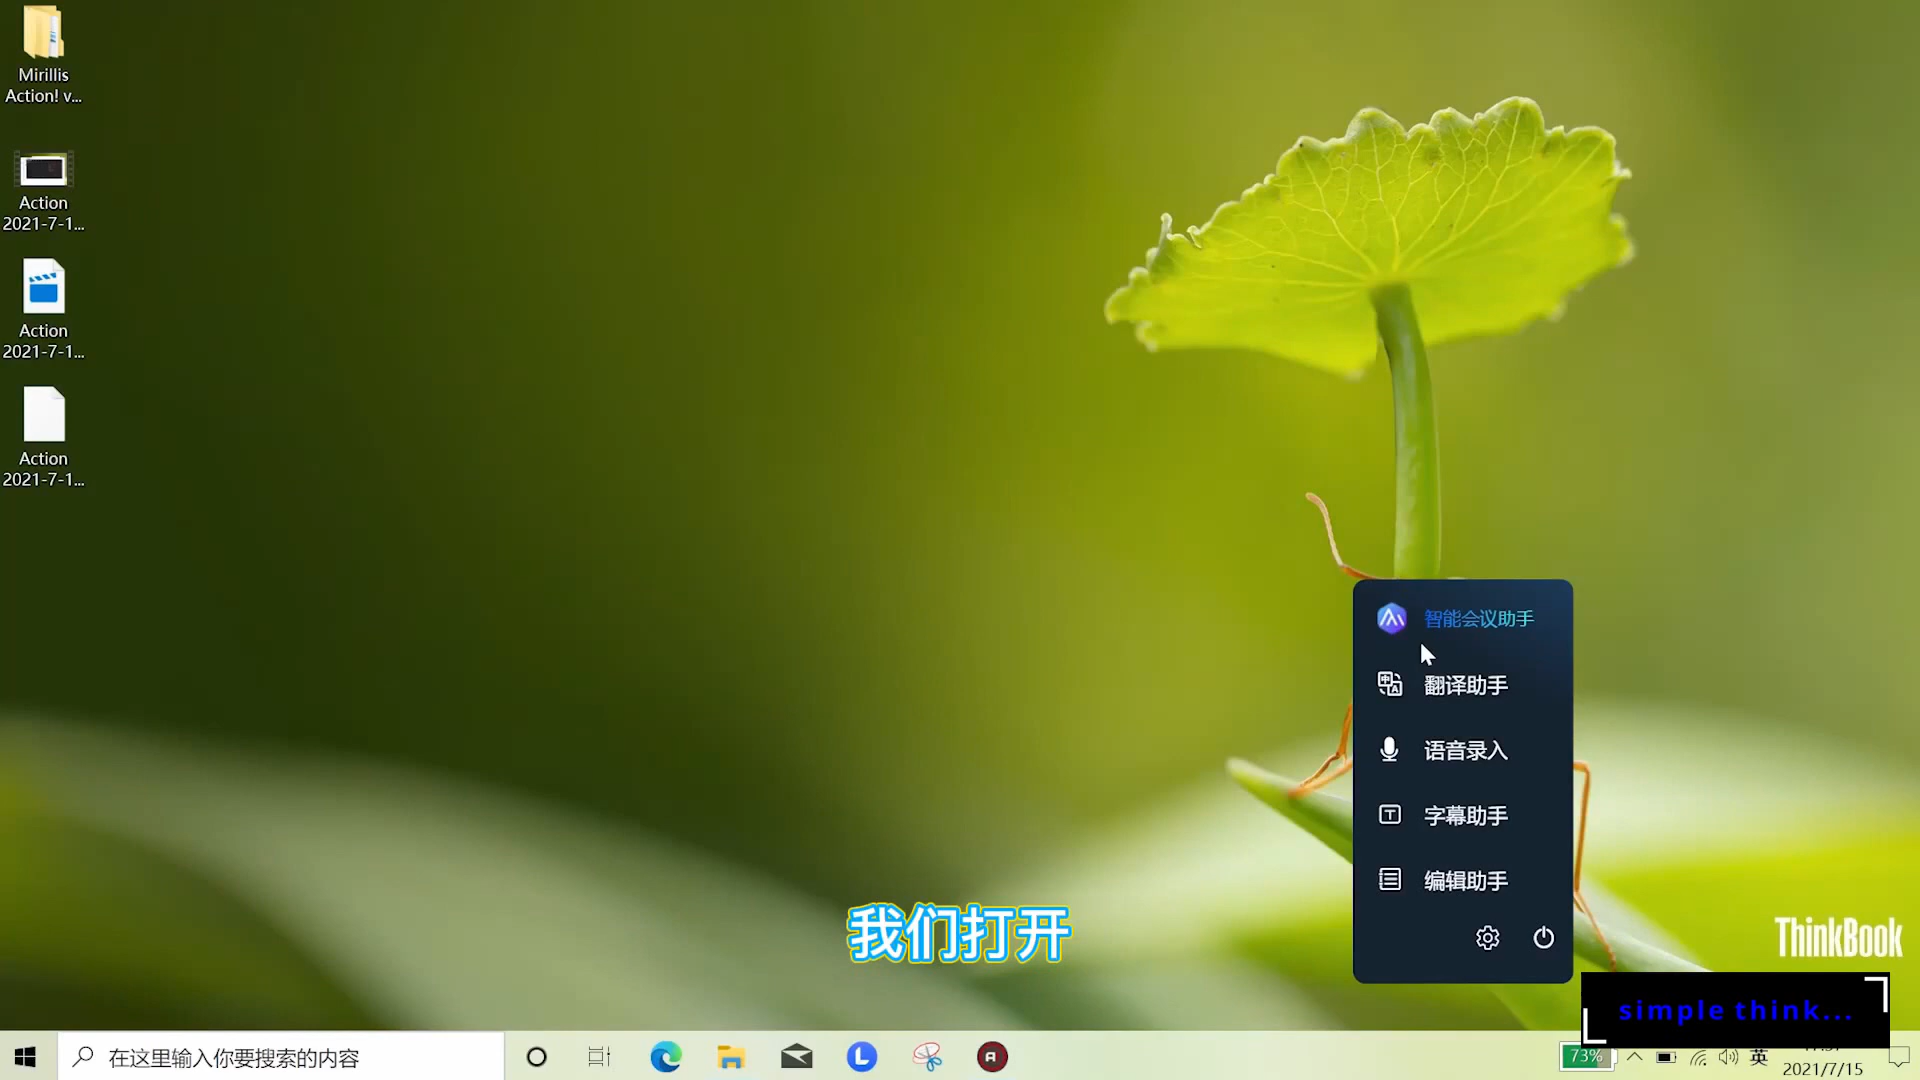 Mirillis
Action! v...
Action
2021-7-1...
Action
2021-7-1...
Action
2021-7-1...
智能会议助手
翻译助手
语音录入
字幕助手
编辑助手
我们打开
ThinkBook
simple think...
在这里输入你要搜索的内容
73%
英
2021/7/15